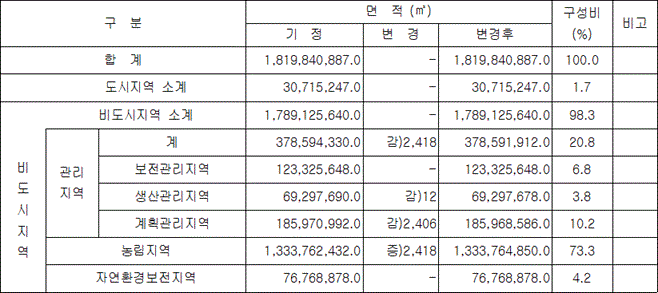 구 분 면 적 (㎡) 구성비 (%) 비고
기 정 변 경 변경후
합 계 1,819,840,887.0 - 1,819,840,887.0 100.0
도시지역 소계 30,715,247.0 - 30,715,247.0 1.7
비도시지역 소계 1,789,125,640.0 - 1,789,125,640.0 98.3
비도시지역 관리지역 계 378,594,330.0 감)2,418 378,591,912.0 20.8
보전관리지역 123,325,648.0 - 123,325,648.0 6.8
생산관리지역 69,297,690.0 감)12 69,297,678.0 3.8
계획관리지역 185,970,992.0 감)2,406 185,968,586.0 10.2
농림지역 1,333,762,432.0 증)2,418 1,333,764,850.0 73.3
자연환경보전지역 76,768,878.0 - 76,768,878.0 4.2